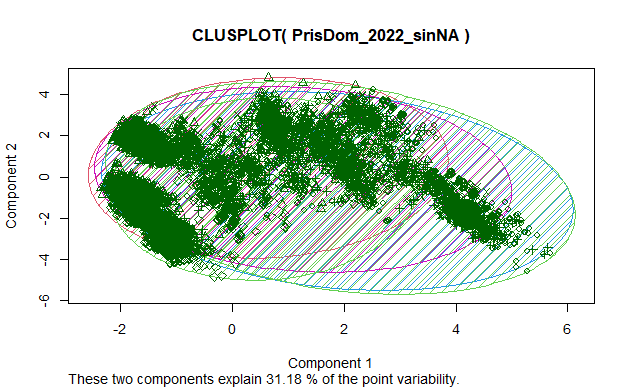 CLUSPLOT( PrisDom_2022_sinNA )
Component 2
4
2
0
-2
-4
-6
-2 0 2 4 6
Component 1
These two components explain 31.18 % of the point variability.